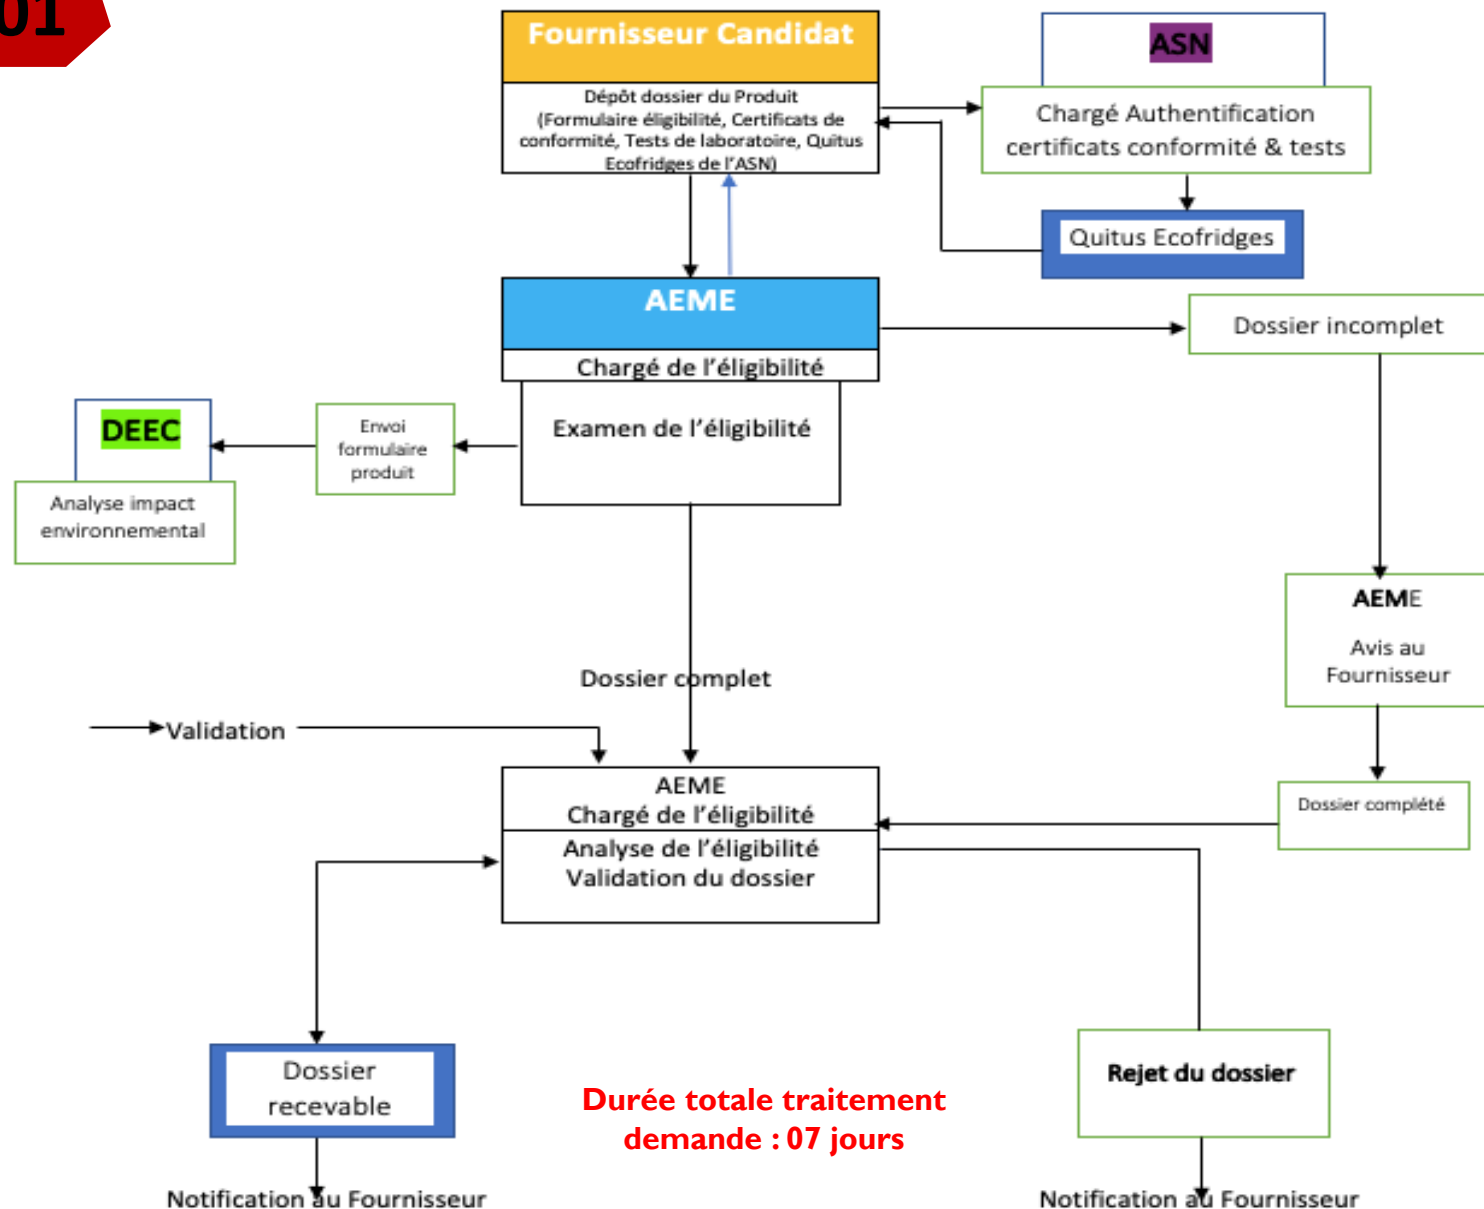 01
Fournisseur Candidat
Dépôt dossier du Produit
(Formulaire éligibilité, Certificats de
conformité, Tests de laboratoire, Quitus
Ecofridges de l'ASN)
ASN
Chargé Authentification
certificats conformité & tests
Quitus Ecofridges
AEME
Chargé de l'éligibilité
Examen de l'éligibilité
Dossier incomplet
DEEC
Analyse impact
environnemental
Envoi
formulaire
produit
AEME
Avis au
Fournisseur
Dossier complet
Validation
AEME
Chargé de l'éligibilité
Analyse de l'éligibilité
Validation du dossier
Dossier complété
Dossier
recevable
Durée totale traitement
demande : 07 jours
Rejet du dossier
Notification au Fournisseur
Notification au Fournisseur